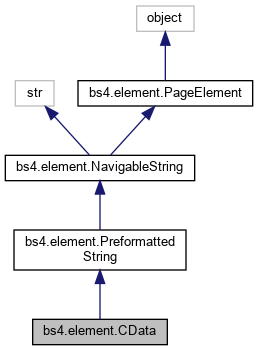 object
str
bs4.element.PageElement
bs4.element.NavigableString
bs4.element.Preformatted
String
bs4.element.CData